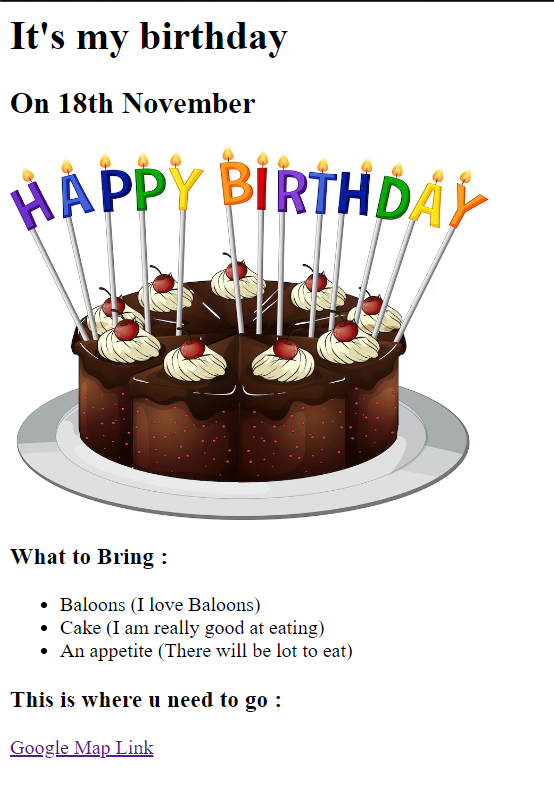 It's my birthday
On 18th November
HAPPY BIRTHDAY
What to Bring :
Baloons (I love Baloons)
Cake (I am really good at eating)
An appetite (There will be lot to eat)
This is where u need to go :
Google Map Link